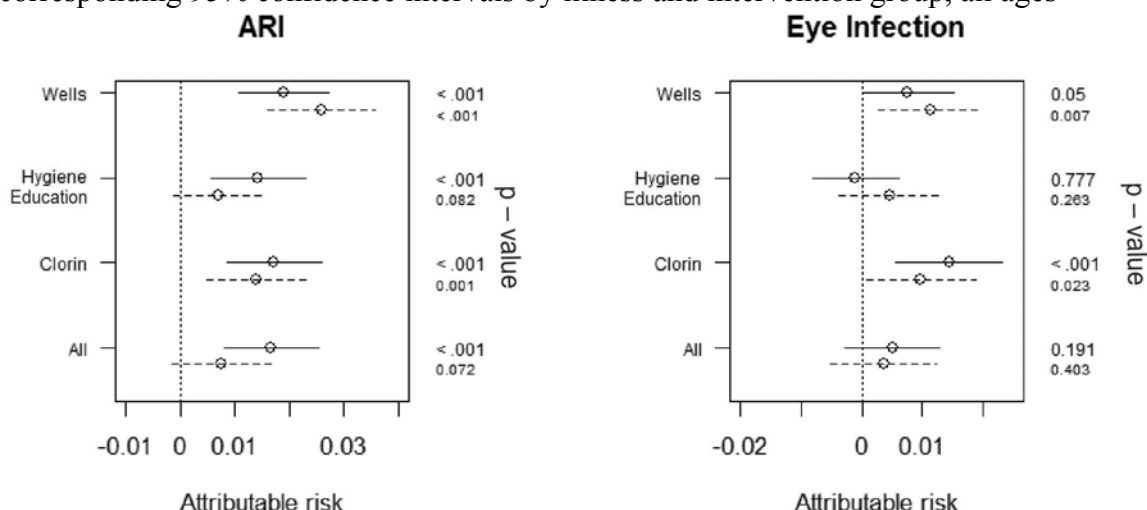 corresponding 95% confidence intervals by illness and intervention group, all ages
ARI
Wells
Hygiene
Education
Clorin
All
< .001
< .001
< .001
0.082
< .001
0.001
< .001
0.072
p – value
-0.01 0 0.01 0.03
Attributable risk
Eye Infection
Wells
Hygiene
Education
Clorin
All
0.05
0.007
0.777
0.263
< .001
0.023
0.191
0.403
p – value
-0.02 0 0.01
Attributable risk